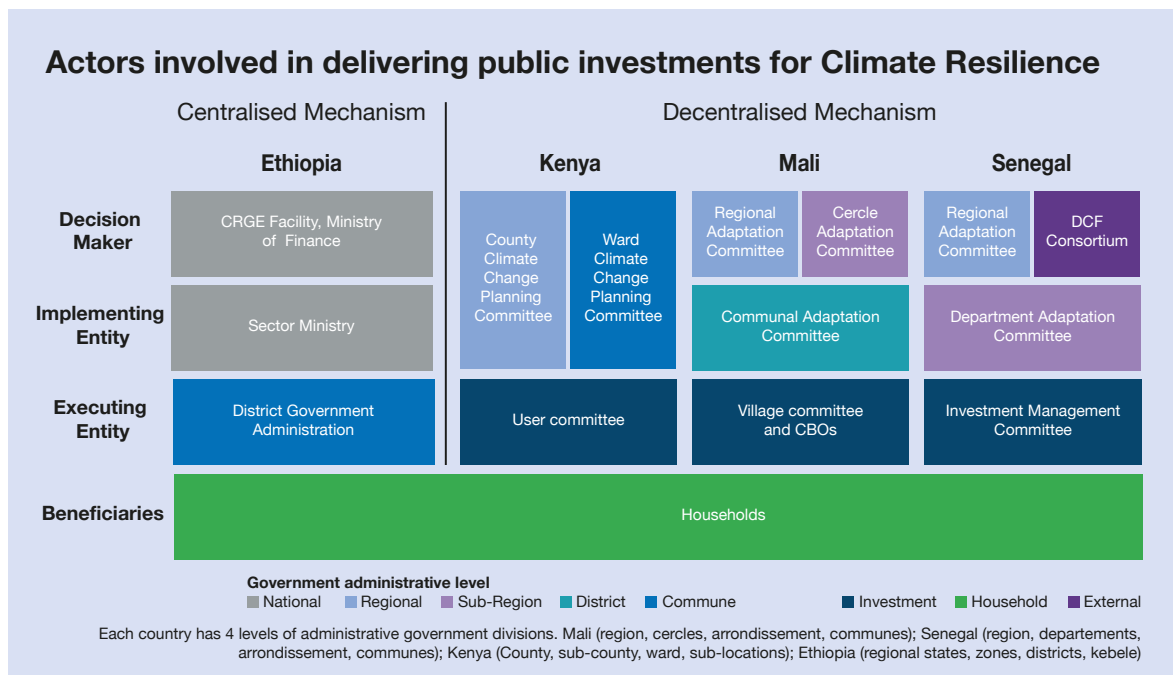 Actors involved in delivering public investments for Climate Resilience
Centralised Mechanism
Decentralised Mechanism
Ethiopia
Kenya
Mali
Senegal
Decision
Maker
CRGE Facility, Ministry
of Finance
County
Climate
Change
Planning
Committee
Ward
Climate
Change
Planning
Committee
Regional
Adaptation
Committee
Cercle
Adaptation
Committee
Regional
Adaptation
Committee
DCF
Consortium
Implementing
Entity
Sector Ministry
Communal Adaptation
Committee
Department Adaptation
Committee
Executing
Entity
District Government
Administration
User committee
Village committee
and CBOs
Investment Management
Committee
Beneficiaries
Households
Government administrative level
National
Regional
Sub-Region
District
Commune
Investment
Household
External
Each country has 4 levels of administrative government divisions. Mali (region, cercles, arrondissement, communes); Senegal (region, departements,
arrondissement, communes); Kenya (County, sub-county, ward, sub-locations); Ethiopia (regional states, zones, districts, kebele)